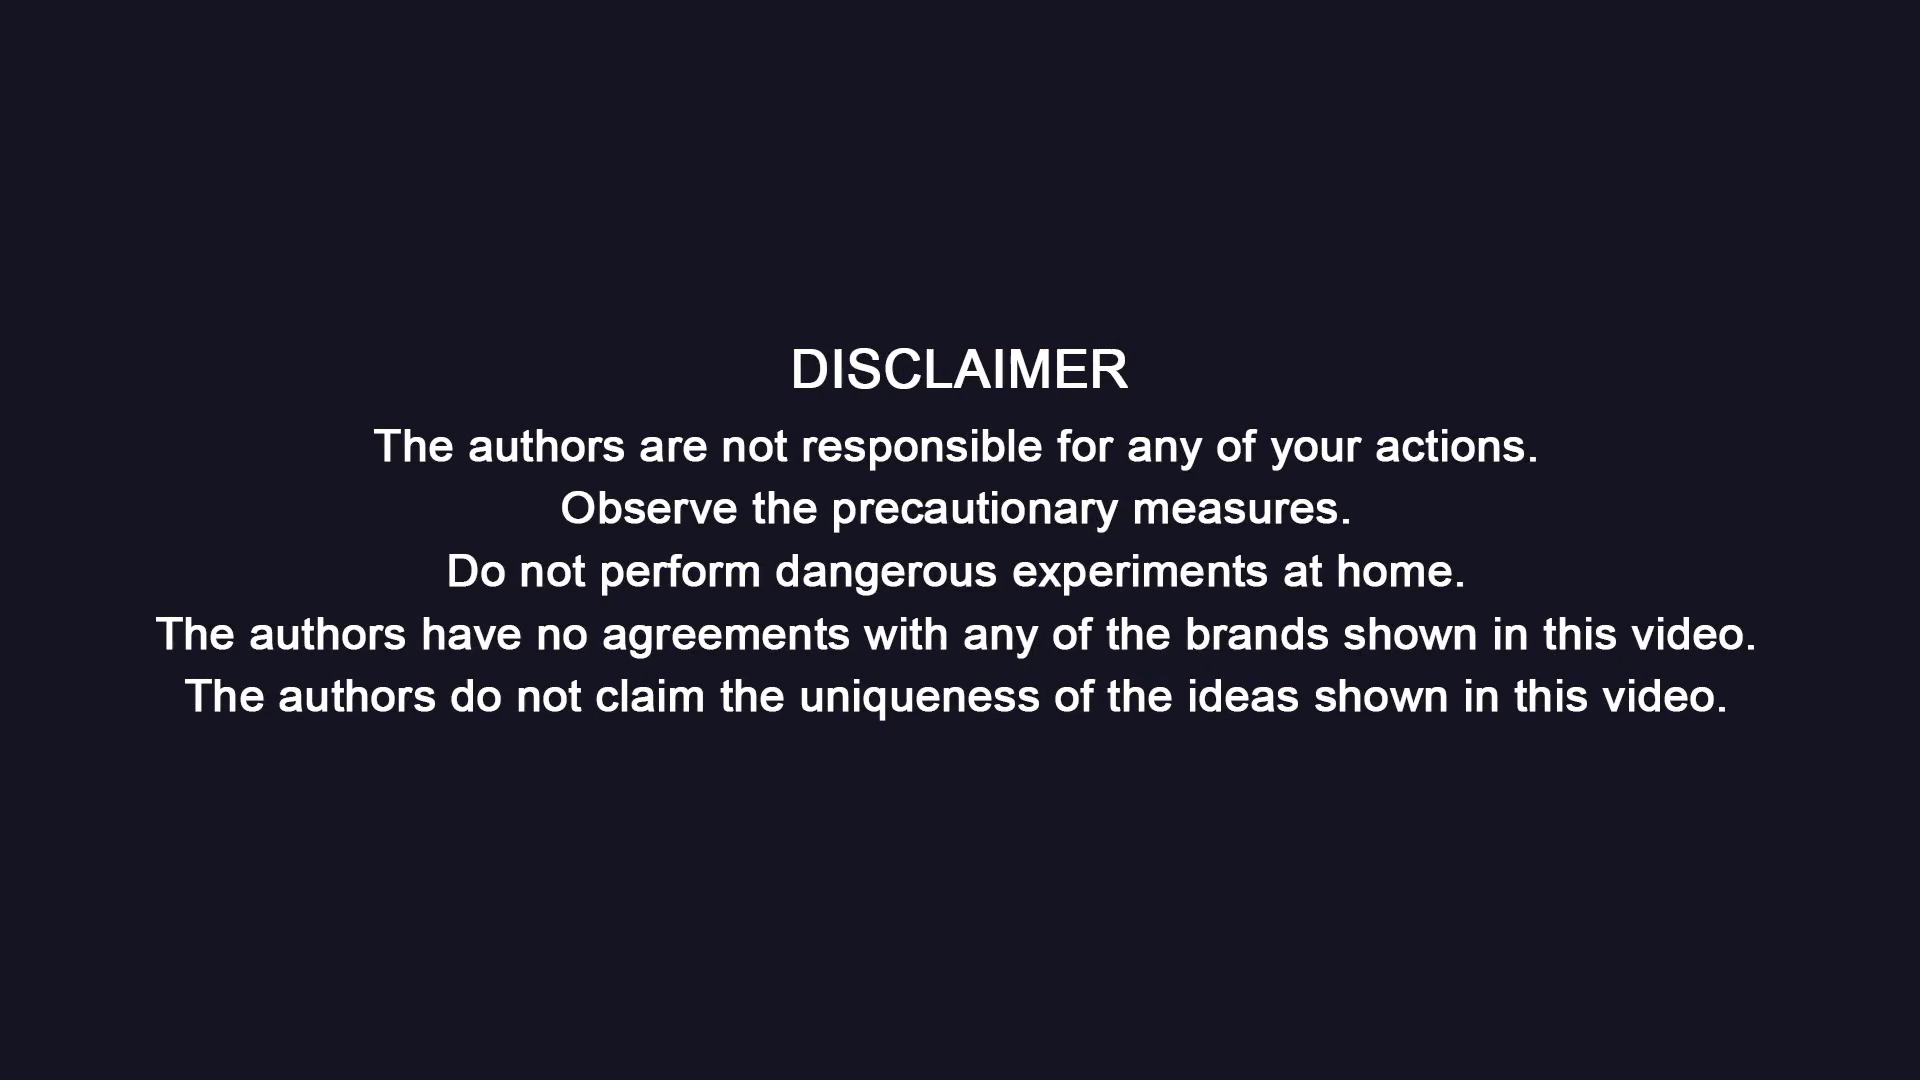 DISCLAIMER
The authors are not responsible for any of your actions.
Observe the precautionary measures.
Do not perform dangerous experiments at home.
The authors have no agreements with any of the brands shown in this video.
The authors do not claim the uniqueness of the ideas shown in this video.